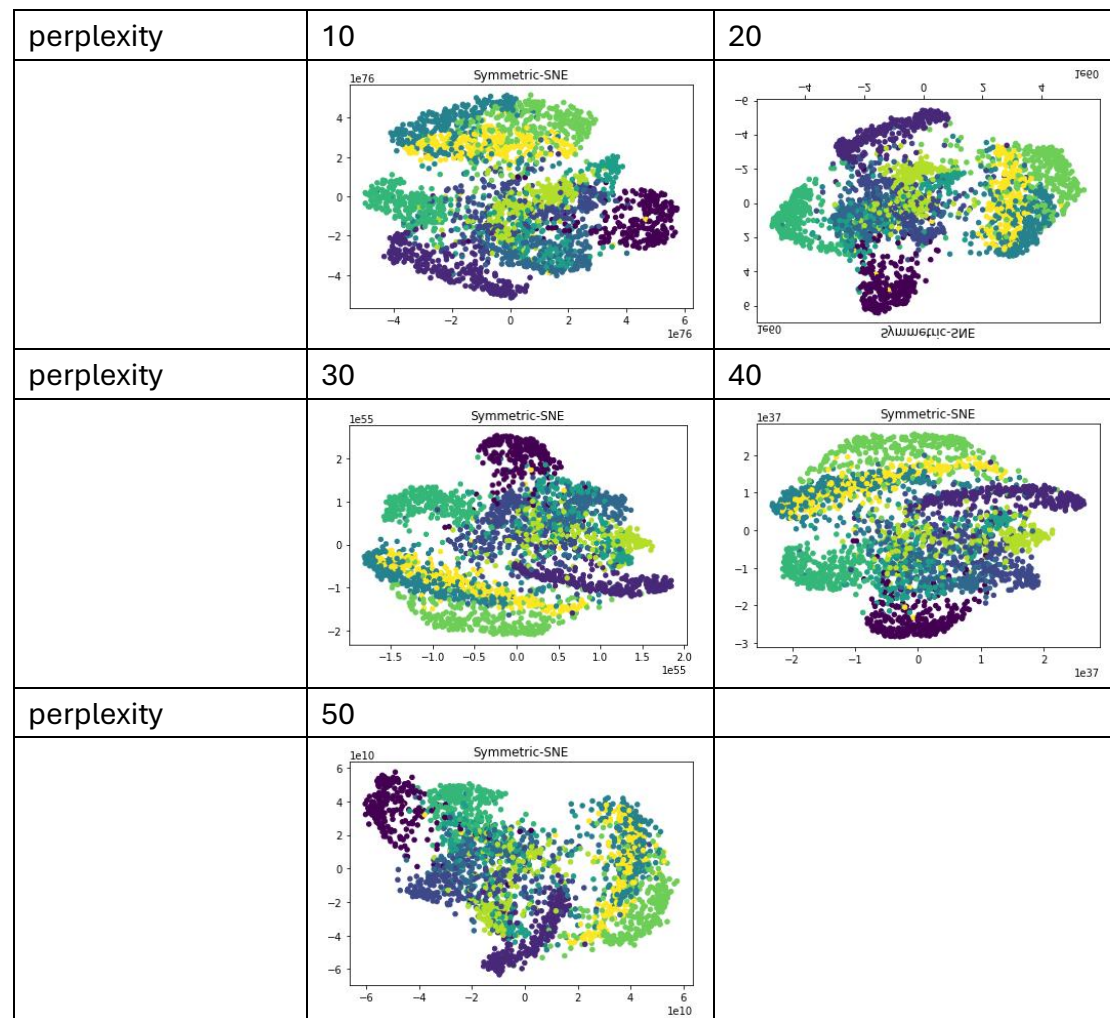 perplexity 10 20
1e76
Symmetric-SNE
4
2
0
−2
−4
−4 −2 0 2 4 6
1e76
1e60
−4 −2 0 2 4
−6
−4
−2
0
2
4
6
1e60
Symmetric-SNE
perplexity 30 40
1e55
Symmetric-SNE
2
1
0
−1
−2
−1.5 −1.0 −0.5 0.0 0.5 1.0 1.5 2.0
1e55
1e37
Symmetric-SNE
2
1
0
−1
−2
−3
−2 −1 0 1 2
1e37
perplexity 50
1e10
Symmetric-SNE
6
4
2
0
−2
−4
−6
−6 −4 −2 0 2 4 6
1e10